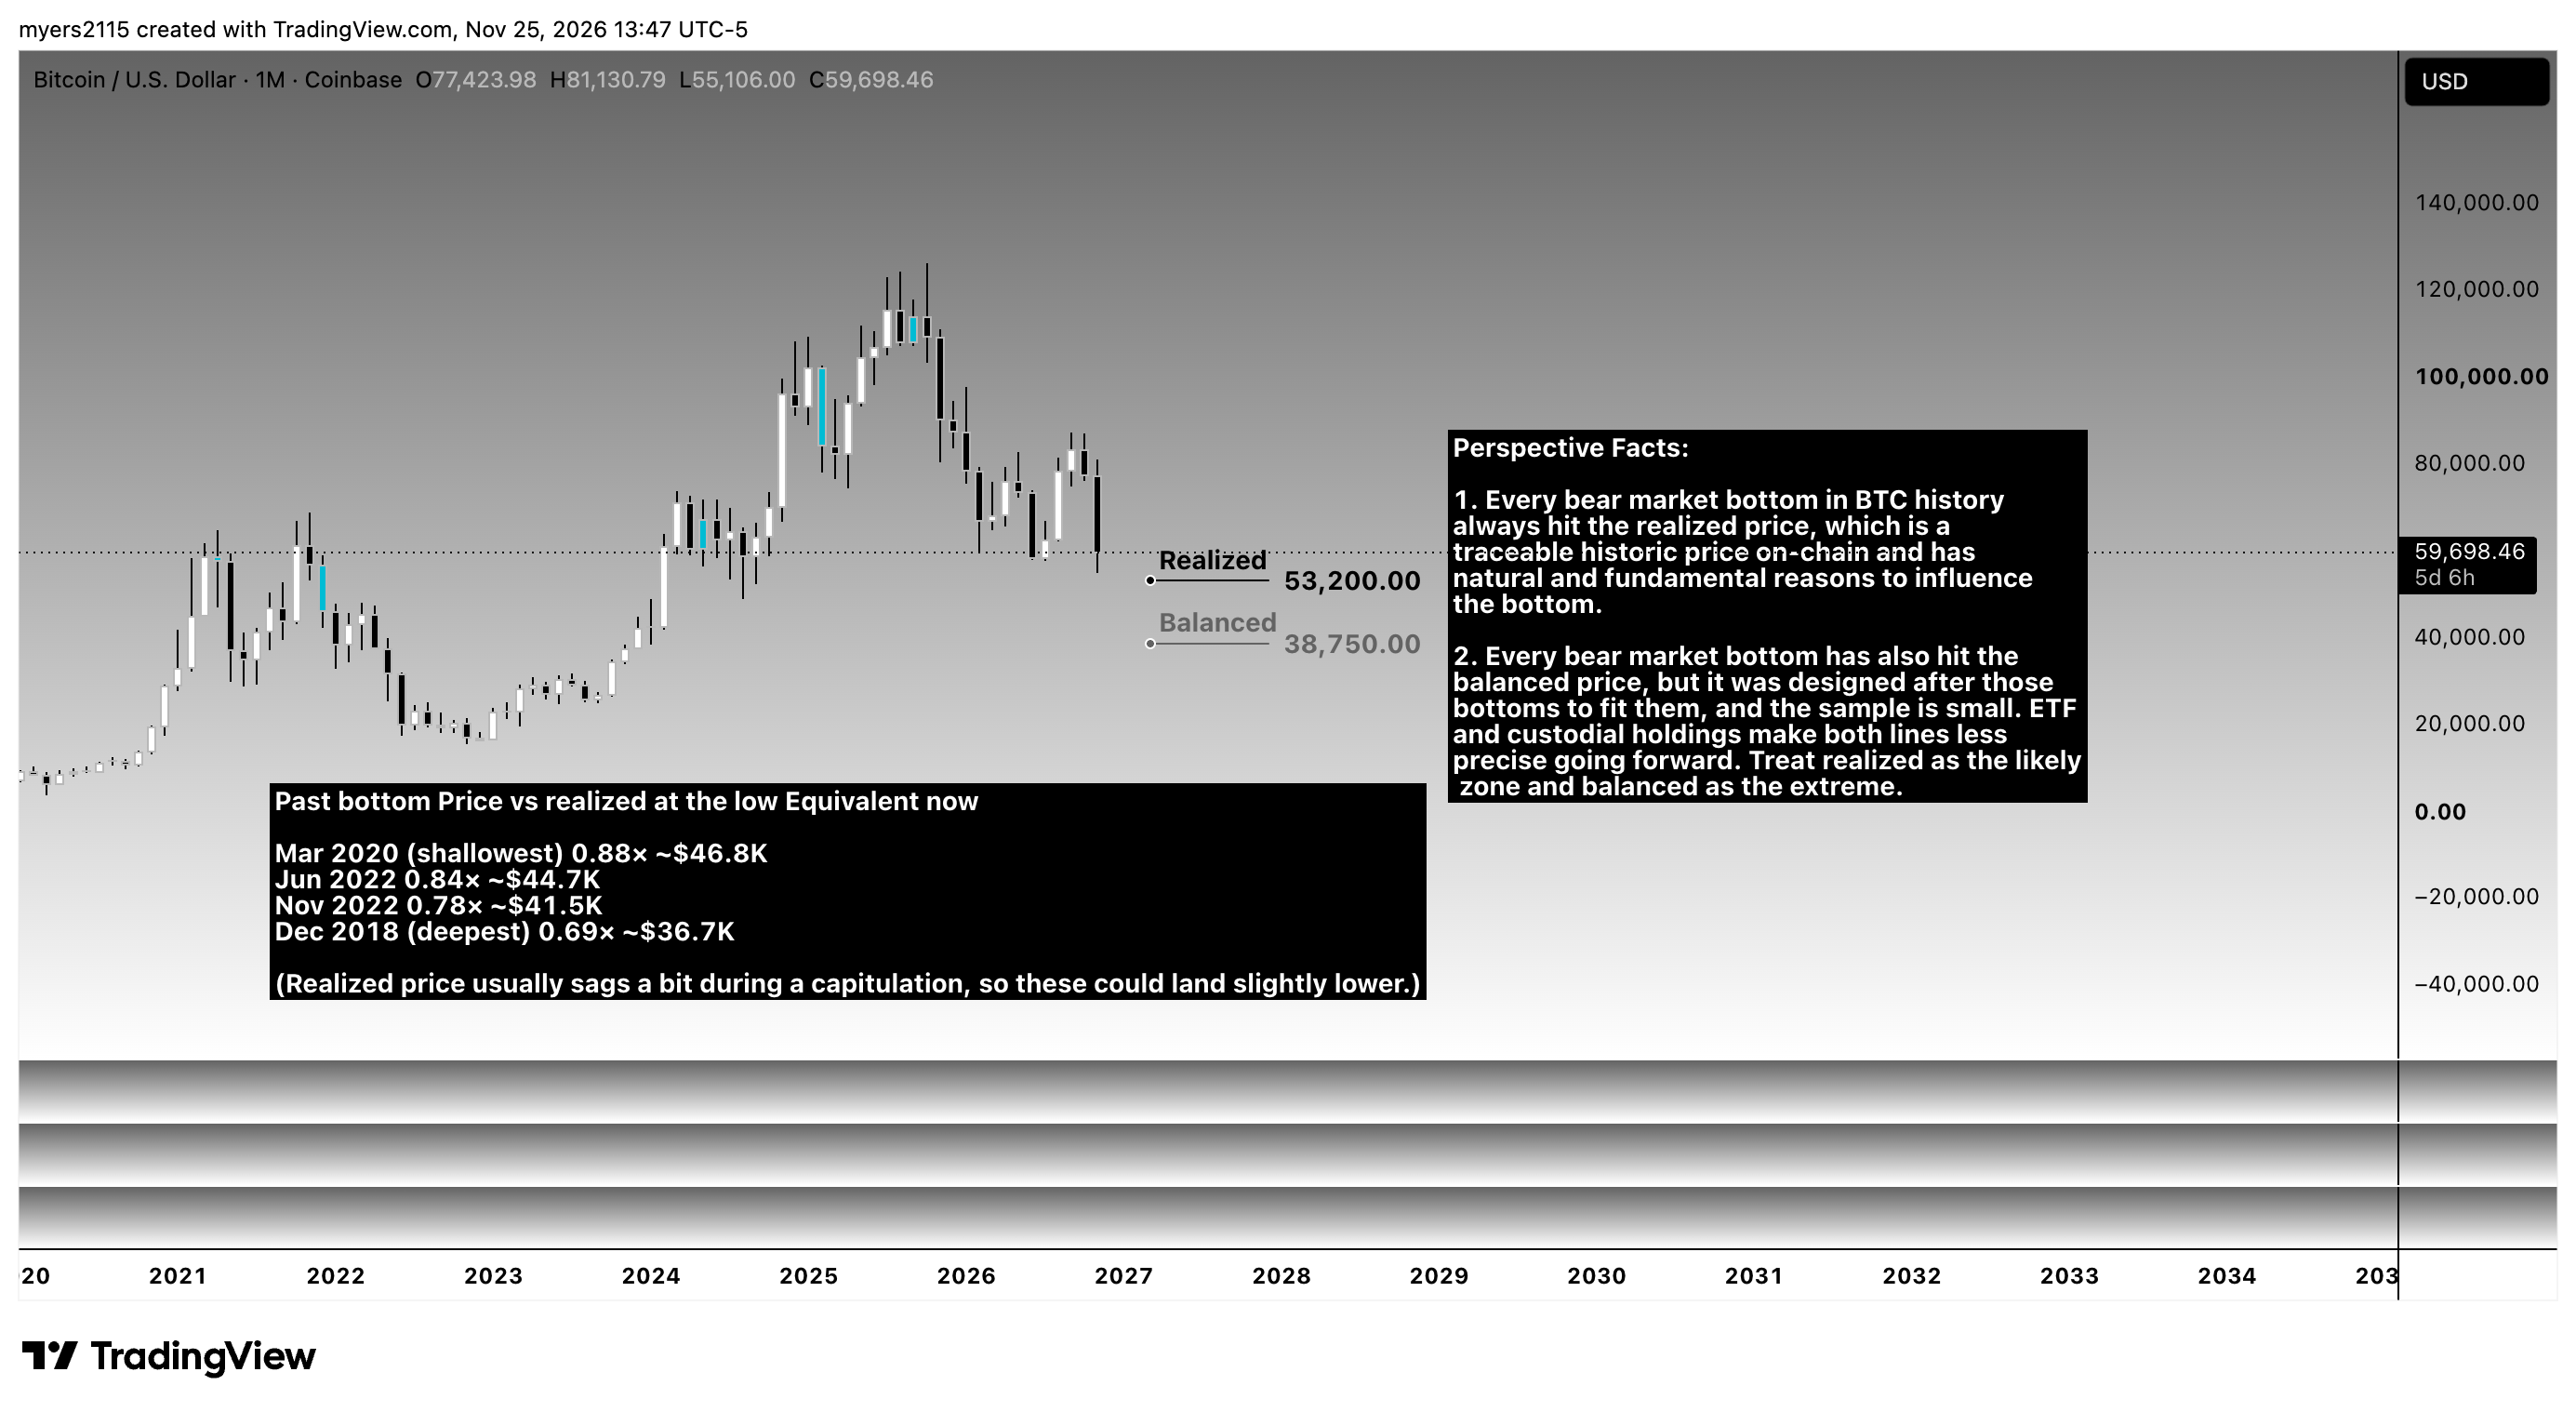 myers2115 created with TradingView.com, Nov 25, 2026 13:47 UTC-5
Bitcoin / U.S. Dollar · 1M · Coinbase O77,423.98 H81,130.79 L55,106.00 C59,698.46
USD
140,000.00
120,000.00
100,000.00
80,000.00
59,698.46
5d 6h
40,000.00
20,000.00
0.00
−20,000.00
−40,000.00
Realized
53,200.00
Balanced
38,750.00
Perspective Facts:
1. Every bear market bottom in BTC history
always hit the realized price, which is a
traceable historic price on-chain and has
natural and fundamental reasons to influence
the bottom.
2. Every bear market bottom has also hit the
balanced price, but it was designed after those
bottoms to fit them, and the sample is small. ETF
and custodial holdings make both lines less
precise going forward. Treat realized as the likely
zone and balanced as the extreme.
Past bottom Price vs realized at the low Equivalent now
Mar 2020 (shallowest) 0.88× ~$46.8K
Jun 2022 0.84× ~$44.7K
Nov 2022 0.78× ~$41.5K
Dec 2018 (deepest) 0.69× ~$36.7K
(Realized price usually sags a bit during a capitulation, so these could land slightly lower.)
20 2021 2022 2023 2024 2025 2026 2027 2028 2029 2030 2031 2032 2033 2034 203
TradingView